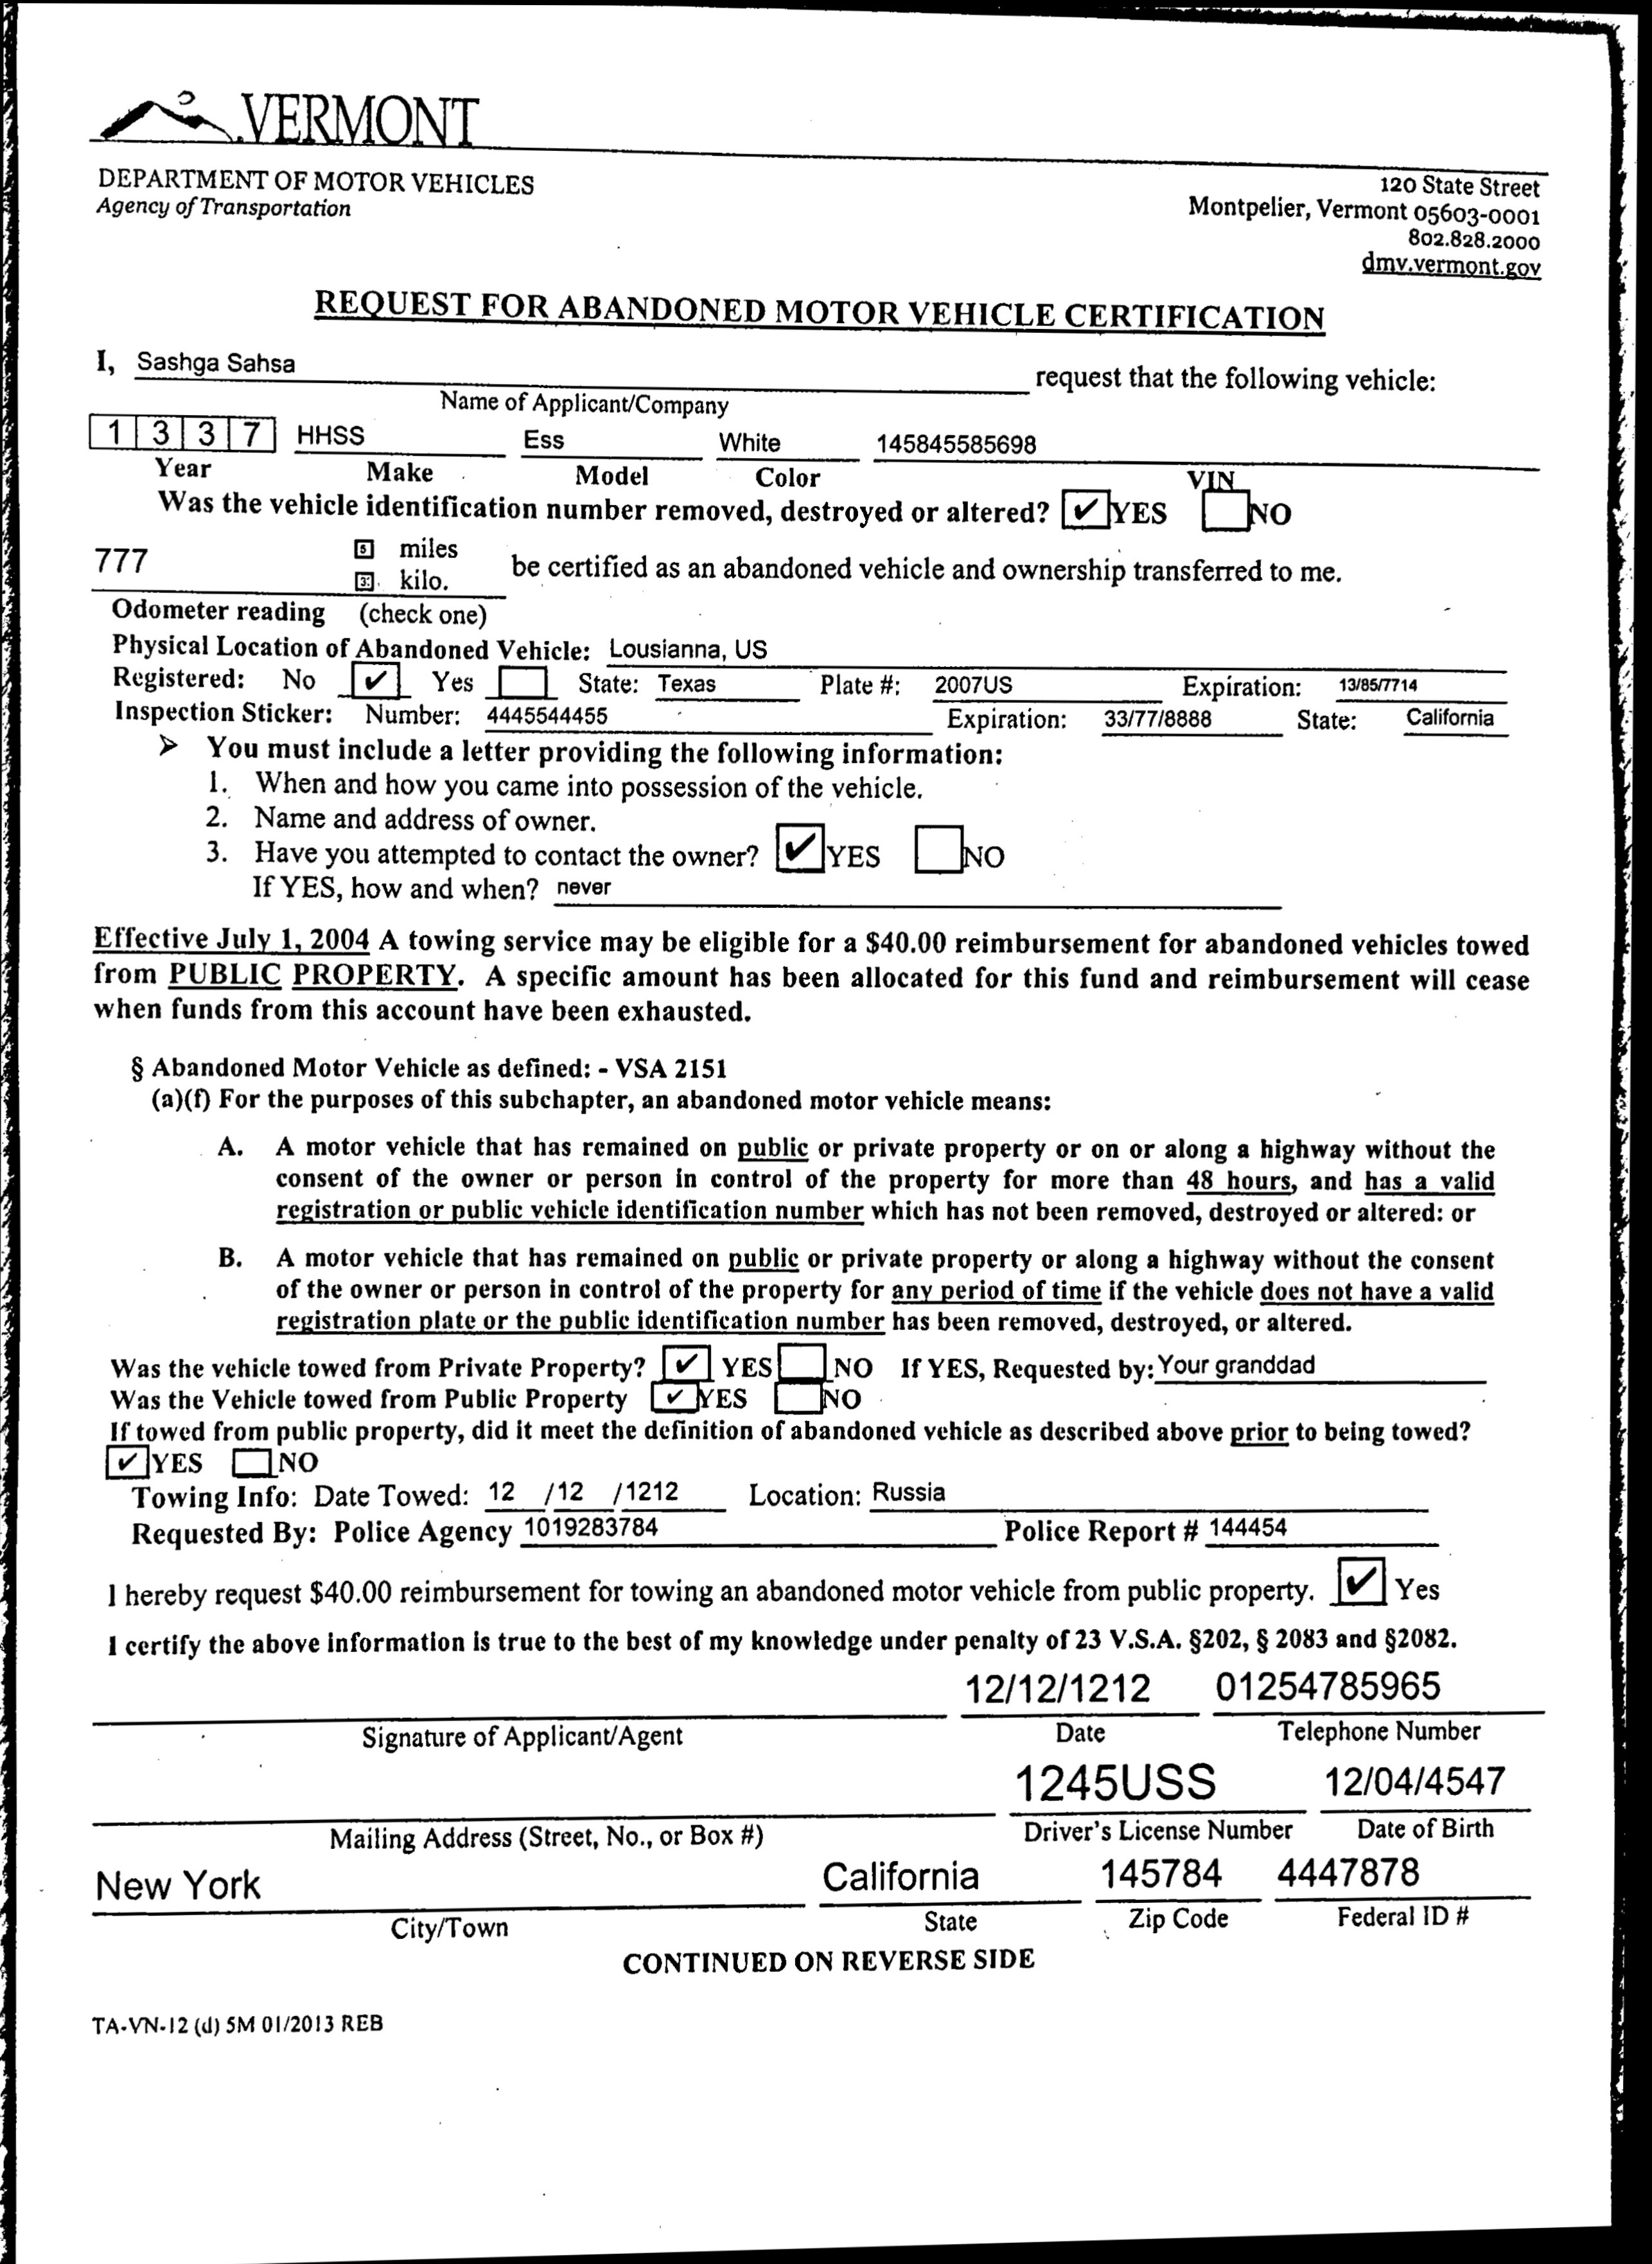 VERMONT
DEPARTMENT OF MOTOR VEHICLES
Agency of Transportation
120 State Street
Montpelier, Vermont 05603-0001
802.828.2000
dmv.vermont.gov
REQUEST FOR ABANDONED MOTOR VEHICLE CERTIFICATION
I, Sashga Sahsa request that the following vehicle:
Name of Applicant/Company
1 3 3 7 HHSS Ess White 145845585698
Year Make Model Color VIN
Was the vehicle identification number removed, destroyed or altered? ✔ YES NO
777 5 miles
3 kilo. be certified as an abandoned vehicle and ownership transferred to me.
Odometer reading (check one)
Physical Location of Abandoned Vehicle: Lousianna, US
Registered: No ✔ Yes State: Texas Plate #: 2007US Expiration: 13/85/7714
Inspection Sticker: Number: 4445544455 Expiration: 33/77/8888 State: California
➢ You must include a letter providing the following information:
1. When and how you came into possession of the vehicle.
2. Name and address of owner.
3. Have you attempted to contact the owner? ✔ YES NO
If YES, how and when? never
Effective July 1, 2004 A towing service may be eligible for a $40.00 reimbursement for abandoned vehicles towed
from PUBLIC PROPERTY. A specific amount has been allocated for this fund and reimbursement will cease
when funds from this account have been exhausted.
§ Abandoned Motor Vehicle as defined: - VSA 2151
(a)(f) For the purposes of this subchapter, an abandoned motor vehicle means:
A. A motor vehicle that has remained on public or private property or on or along a highway without the
consent of the owner or person in control of the property for more than 48 hours, and has a valid
registration or public vehicle identification number which has not been removed, destroyed or altered: or
B. A motor vehicle that has remained on public or private property or along a highway without the consent
of the owner or person in control of the property for any period of time if the vehicle does not have a valid
registration plate or the public identification number has been removed, destroyed, or altered.
Was the vehicle towed from Private Property? ✔ YES NO If YES, Requested by: Your granddad
Was the Vehicle towed from Public Property ✔ YES NO
If towed from public property, did it meet the definition of abandoned vehicle as described above prior to being towed?
✔ YES NO
Towing Info: Date Towed: 12 /12 /1212 Location: Russia
Requested By: Police Agency 1019283784 Police Report # 144454
I hereby request $40.00 reimbursement for towing an abandoned motor vehicle from public property. ✔ Yes
I certify the above information is true to the best of my knowledge under penalty of 23 V.S.A. §202, § 2083 and §2082.
12/12/1212 01254785965
Signature of Applicant/Agent Date Telephone Number
1245USS 12/04/4547
Mailing Address (Street, No., or Box #) Driver's License Number Date of Birth
New York California 145784 4447878
City/Town State Zip Code Federal ID #
CONTINUED ON REVERSE SIDE
TA-VN-12 (d) 5M 01/2013 REB